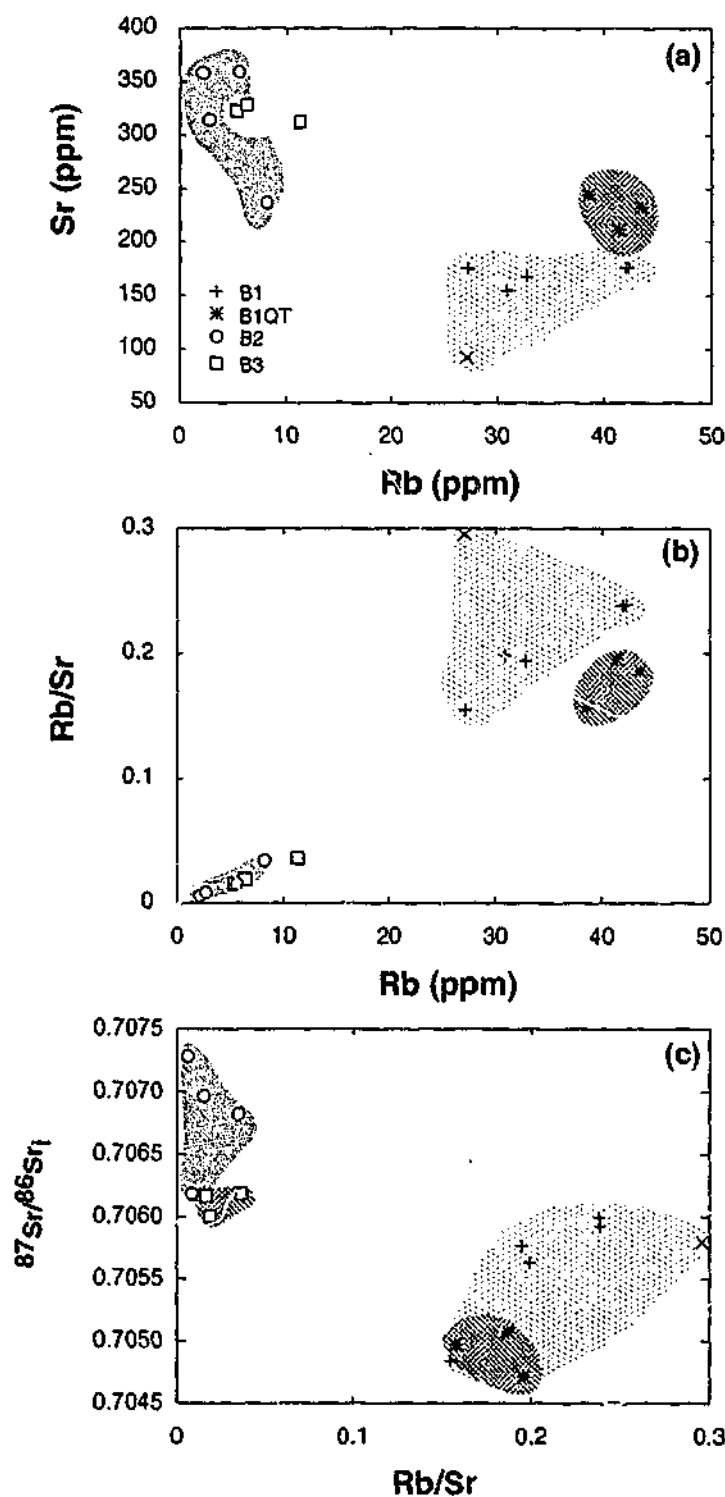 (a)
400
350
300
250
200
150
100
50
Sr (ppm)
+ B1
✳ B1QT
○ B2
□ B3
0 10 20 30 40 50
Rb (ppm)
(b)
0.3
0.2
0.1
0
Rb/Sr
0 10 20 30 40 50
Rb (ppm)
(c)
0.7075
0.7070
0.7065
0.7060
0.7055
0.7050
0.7045
87Sr/86Sri
0 0.1 0.2 0.3
Rb/Sr